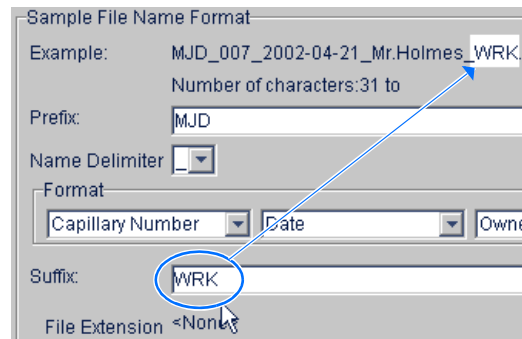 Sample File Name Format
Example: MJD_007_2002-04-21_Mr.Holmes_WRK.
Number of characters:31 to
Prefix: MJD
Name Delimiter _
Format
Capillary Number Date Owne
Suffix: WRK
File Extension <None>